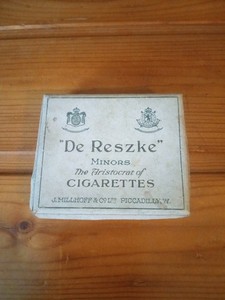 "De Reszke"
MINORS
The Aristocrat of
CIGARETTES
J. MILLHOFF & CO LTD. PICCADILLY, W.